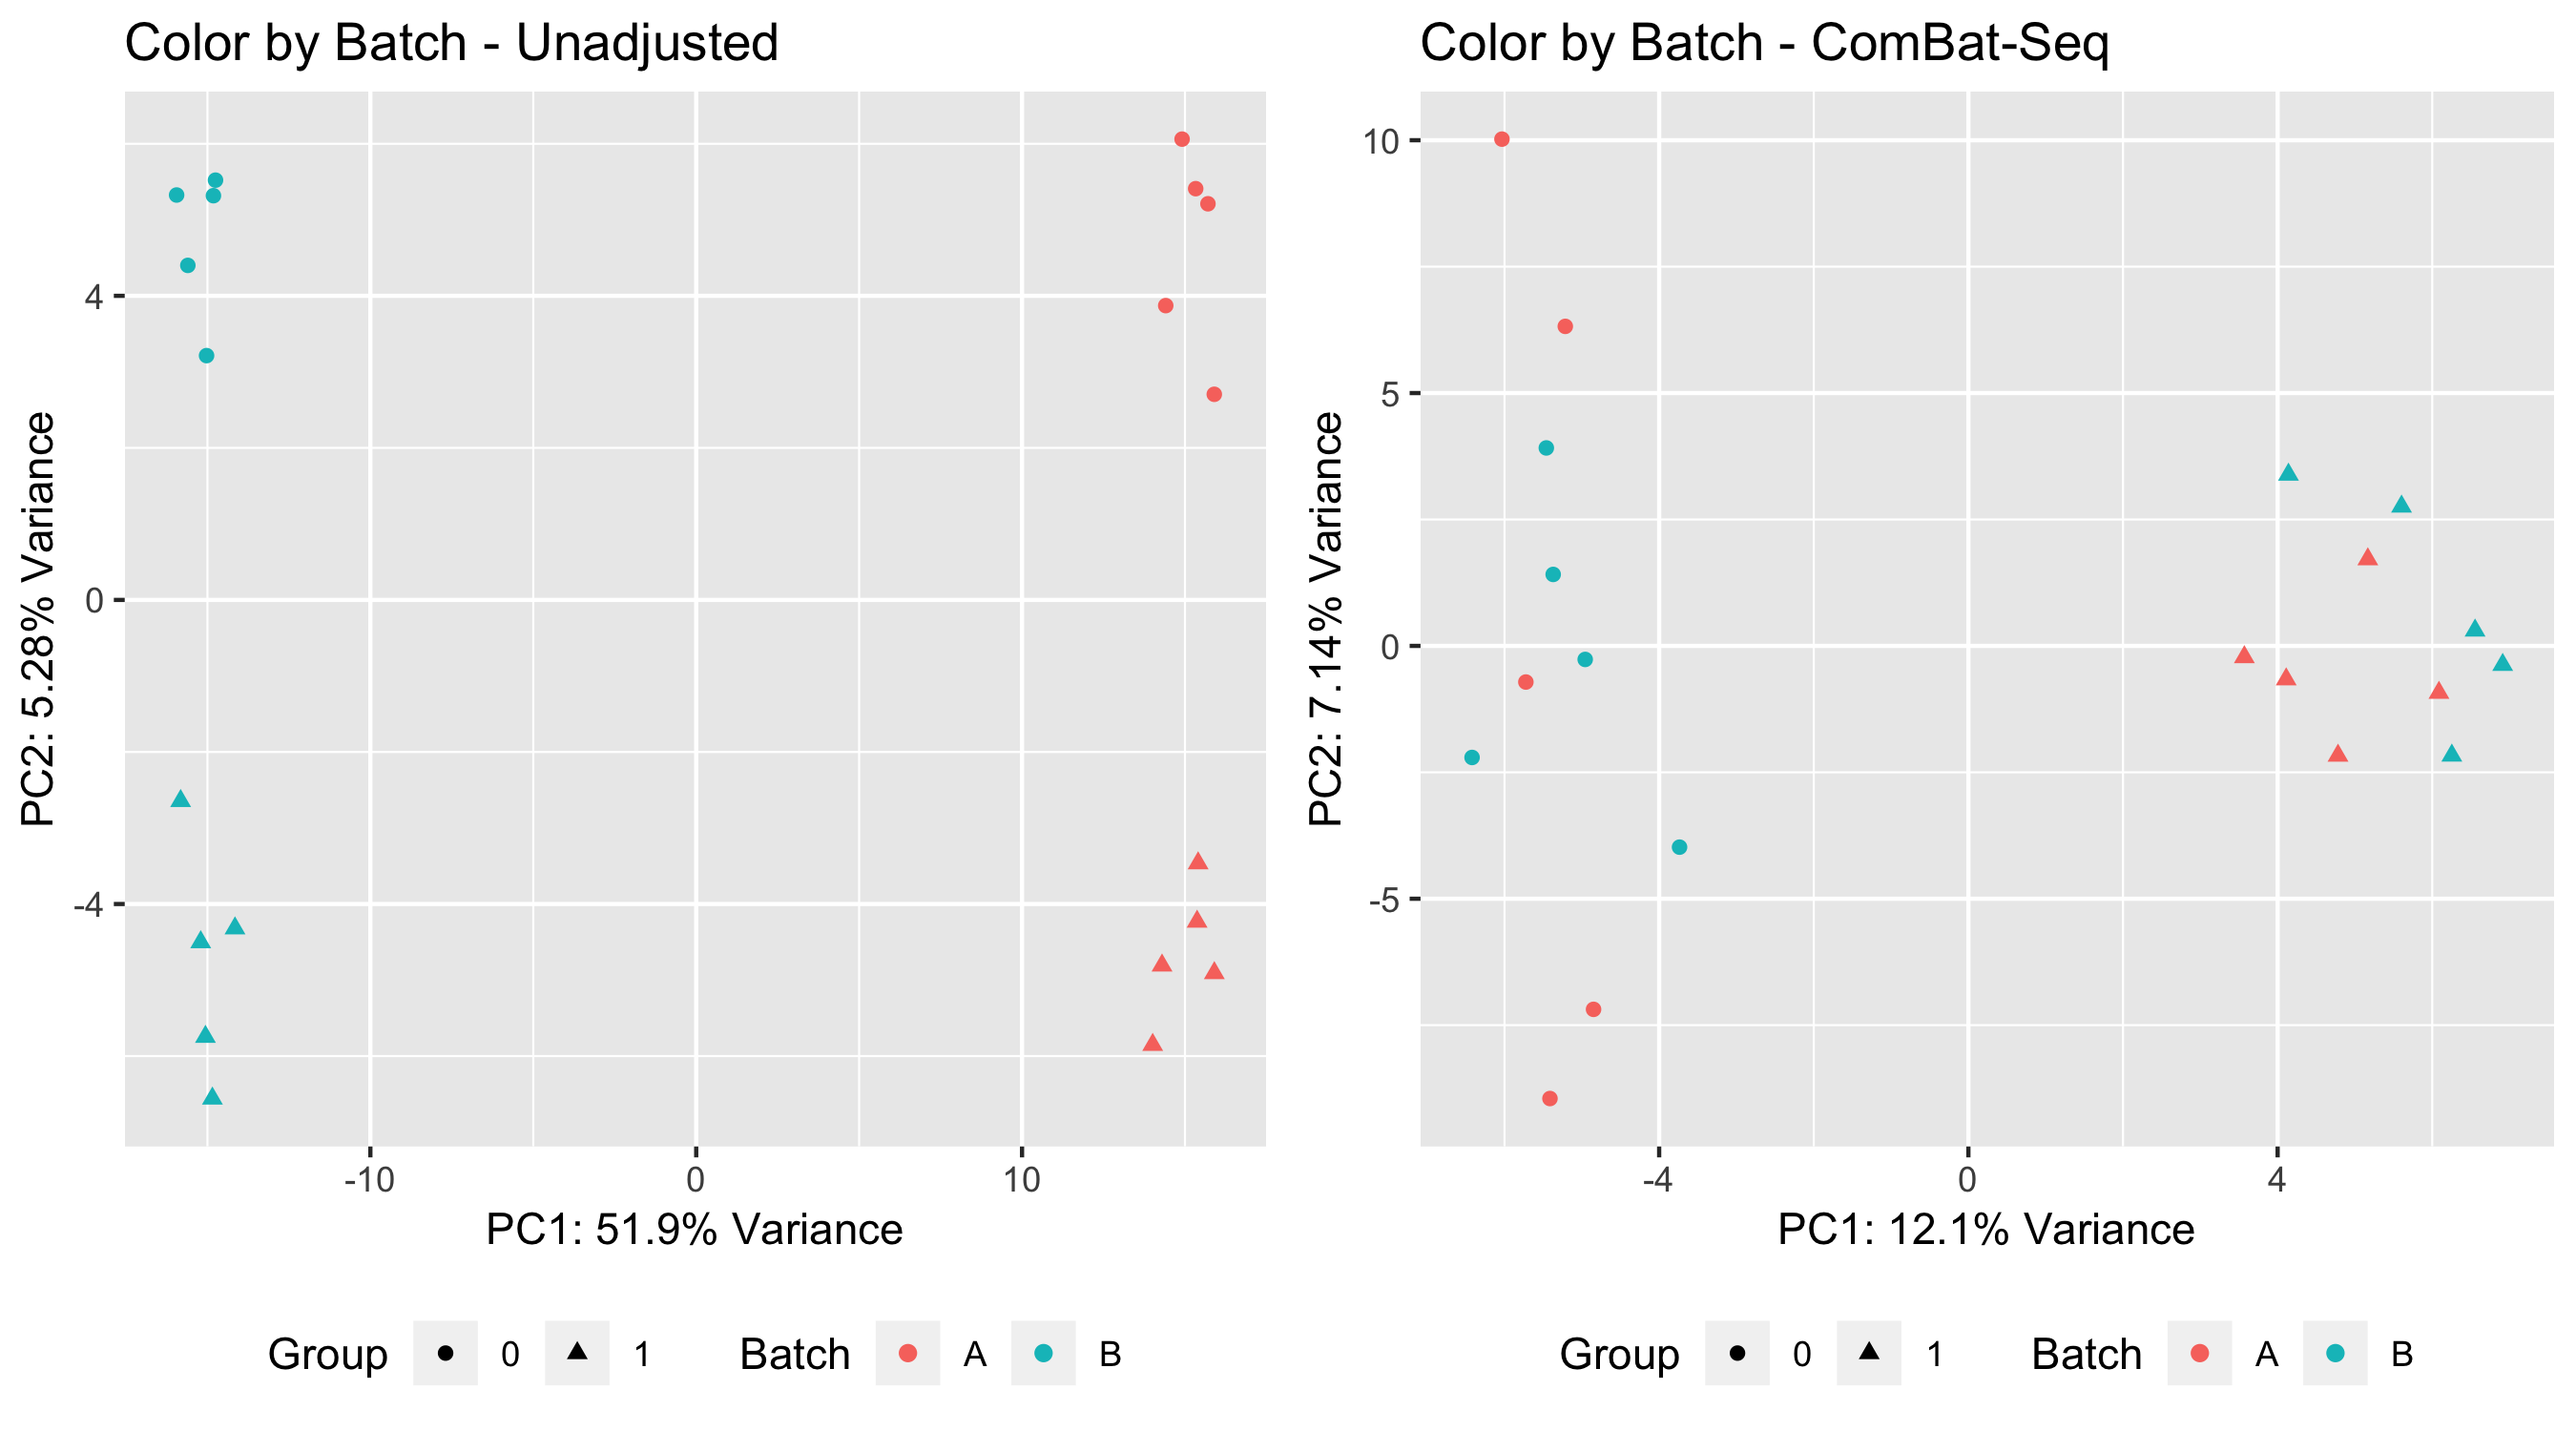 Color by Batch - Unadjusted
PC2: 5.28% Variance
4
0
-4
-10 0 10
PC1: 51.9% Variance
Group 0 1 Batch A B
Color by Batch - ComBat-Seq
PC2: 7.14% Variance
10
5
0
-5
-4 0 4
PC1: 12.1% Variance
Group 0 1 Batch A B